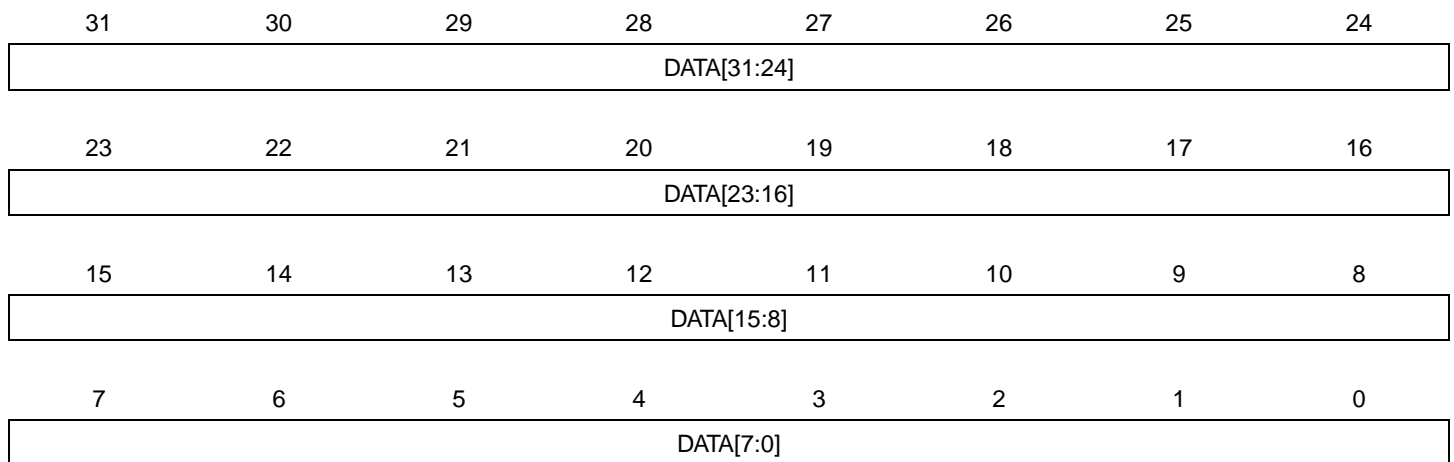 31 30 29 28 27 26 25 24
DATA[31:24]
23 22 21 20 19 18 17 16
DATA[23:16]
15 14 13 12 11 10 9 8
DATA[15:8]
7 6 5 4 3 2 1 0
DATA[7:0]